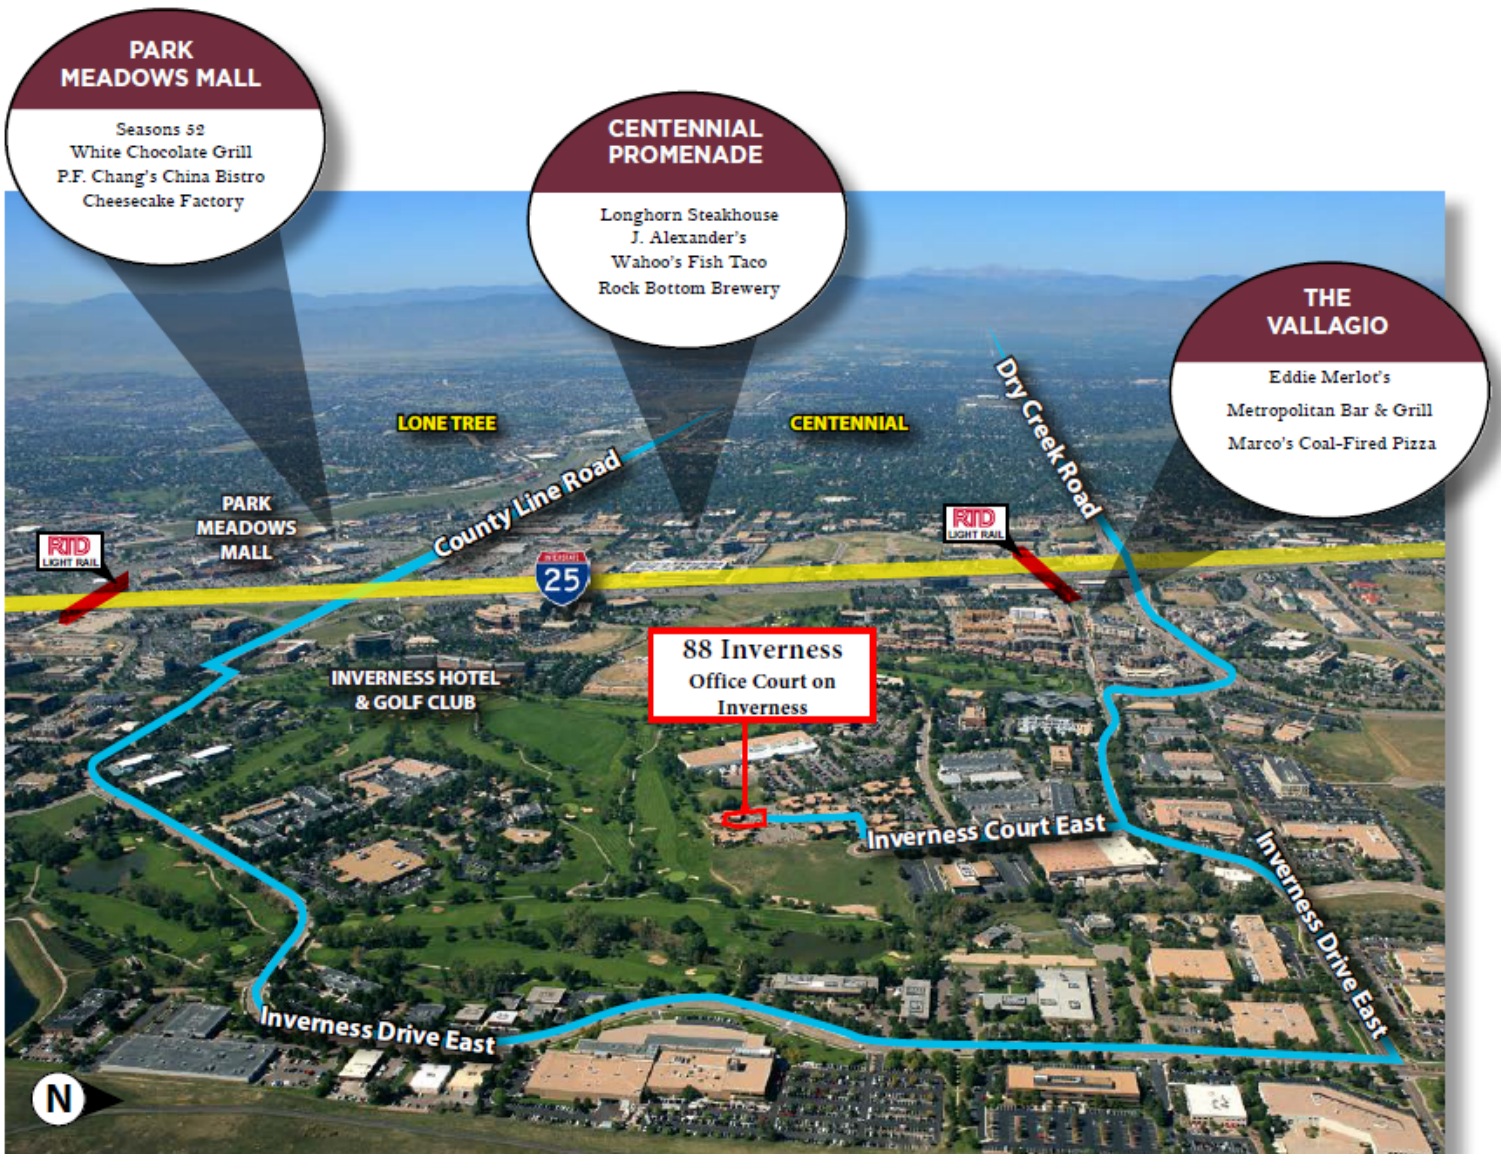 PARK
MEADOWS MALL
Seasons 52
White Chocolate Grill
P.F. Chang's China Bistro
Cheesecake Factory
CENTENNIAL
PROMENADE
Longhorn Steakhouse
J. Alexander's
Wahoo's Fish Taco
Rock Bottom Brewery
THE
VALLAGIO
Eddie Merlot's
Metropolitan Bar & Grill
Marco's Coal-Fired Pizza
LONE TREE
CENTENNIAL
Dry Creek Road
County Line Road
PARK
MEADOWS
MALL
RTD
LIGHT RAIL
RTD
LIGHT RAIL
INTERSTATE
25
88 Inverness
Office Court on
Inverness
INVERNESS HOTEL
& GOLF CLUB
Inverness Court East
Inverness Drive East
Inverness Drive East
N